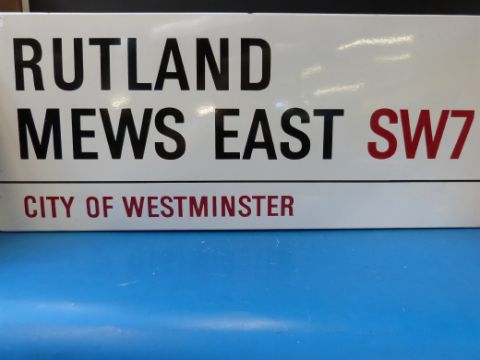 RUTLAND
MEWS EAST SW7
CITY OF WESTMINSTER